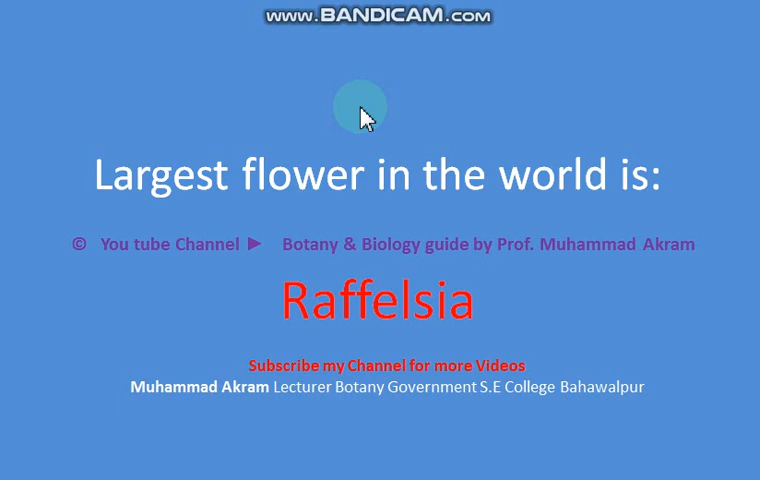 www.BANDICAM.com
Largest flower in the world is:
© You tube Channel ► Botany & Biology guide by Prof. Muhammad Akram
Raffelsia
Subscribe my Channel for more Videos
Muhammad Akram Lecturer Botany Government S.E College Bahawalpur